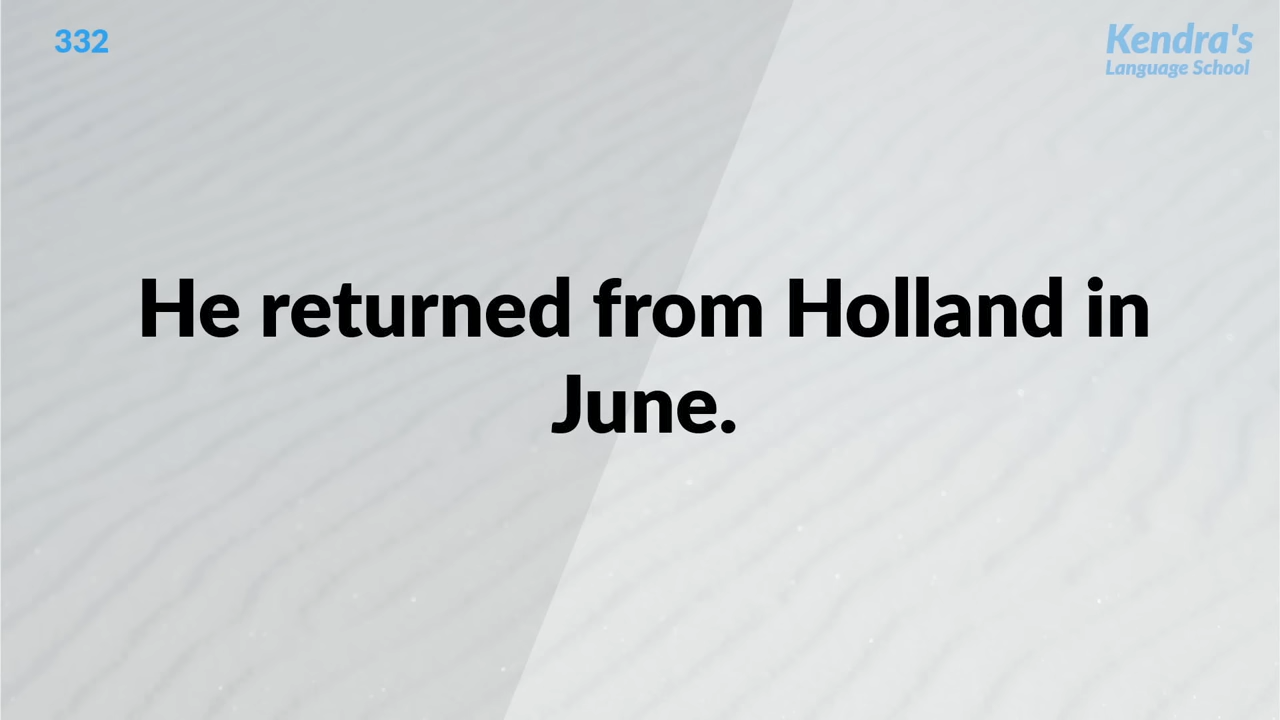 332
Kendra's
Language School
He returned from Holland in
June.